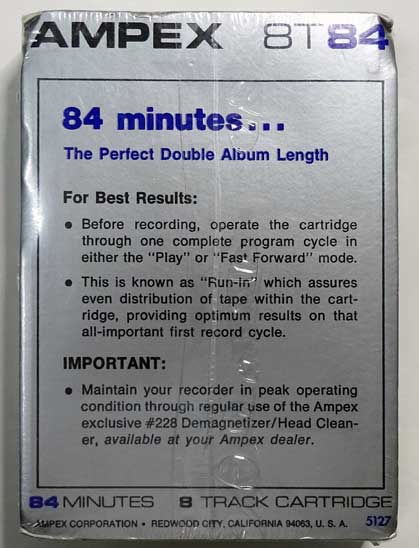 AMPEX 8T84
84 minutes...
The Perfect Double Album Length
For Best Results:
• Before recording, operate the cartridge
through one complete program cycle in
either the "Play" or "Fast Forward" mode.
• This is known as "Run-in" which assures
even distribution of tape within the cart-
ridge, providing optimum results on that
all-important first record cycle.
IMPORTANT:
• Maintain your recorder in peak operating
condition through regular use of the Ampex
exclusive #228 Demagnetizer/Head Clean-
er, available at your Ampex dealer.
84 MINUTES 8 TRACK CARTRIDGE
AMPEX CORPORATION • REDWOOD CITY, CALIFORNIA 94063, U. S. A. 5127